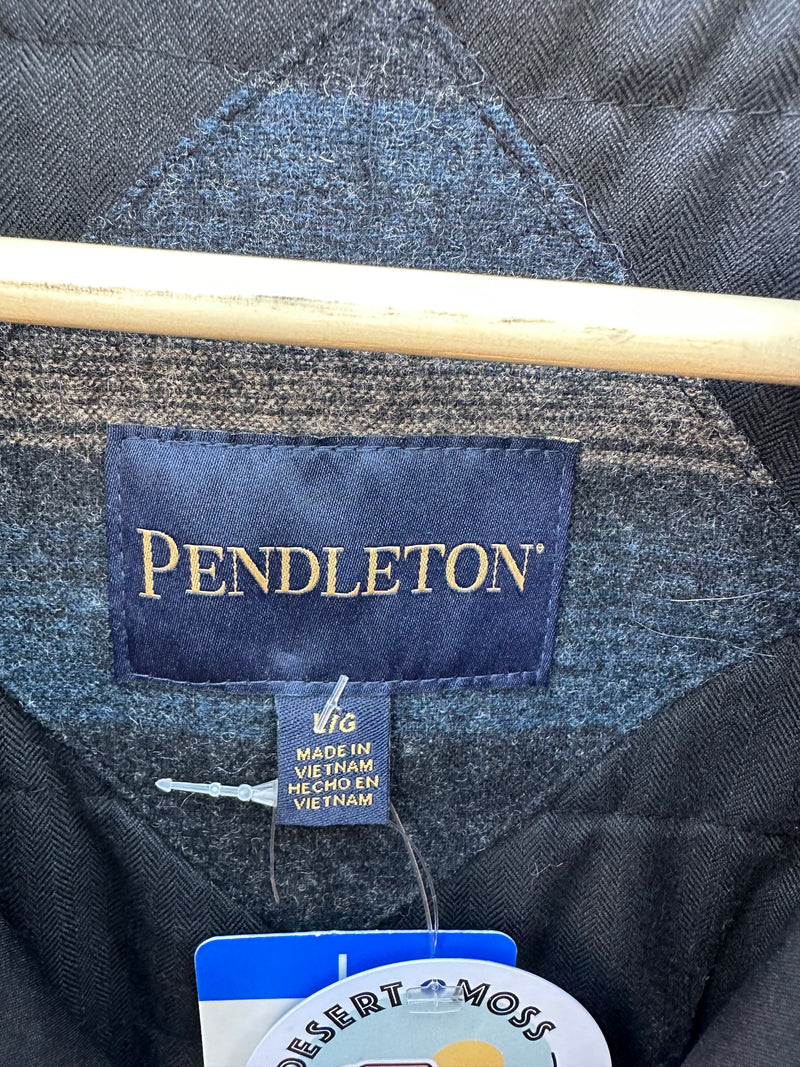 PENDLETON®
L/G
MADE IN
VIETNAM
HECHO EN
VIETNAM
L
DESERT MOSS